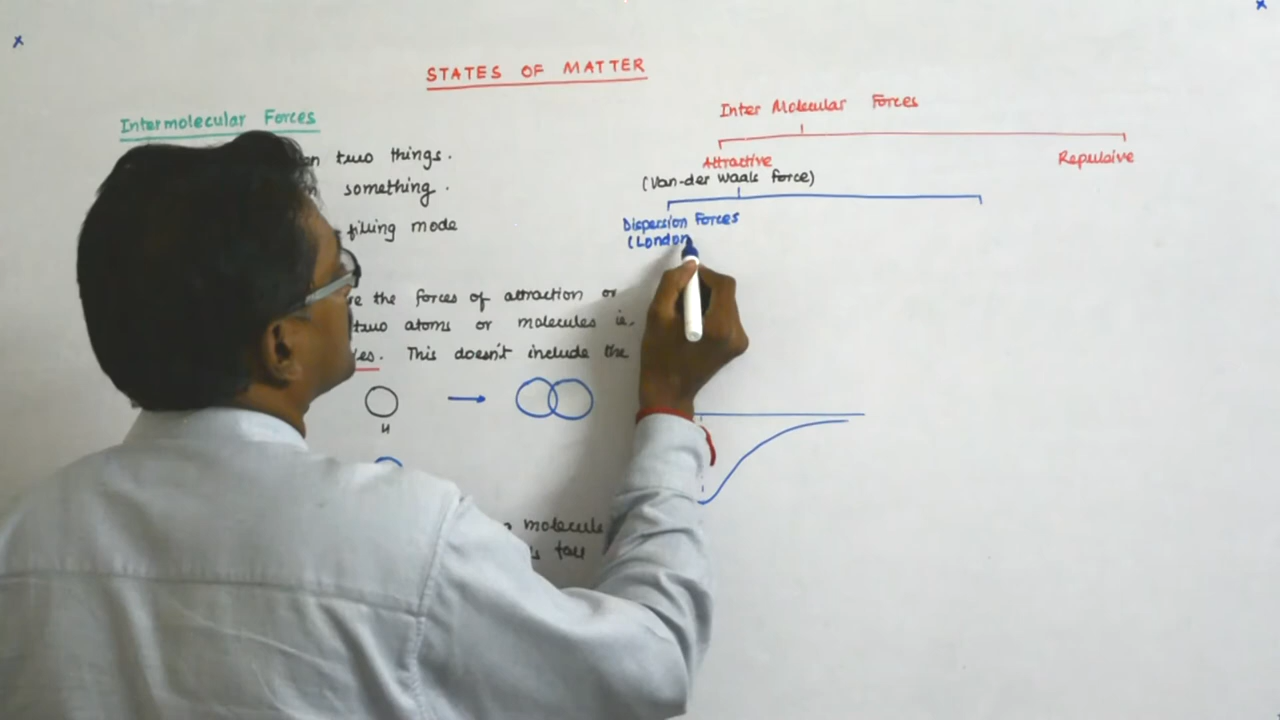 STATES OF MATTER
Intermolecular Forces
two things.
something.
filing mode
the forces of attraction or
two atoms or molecules i.e.
This doesn't include the
H
molecule
Inter Molecular Forces
Attractive
Repulsive
(Van-der Waals force)
Dispersion Forces
(London